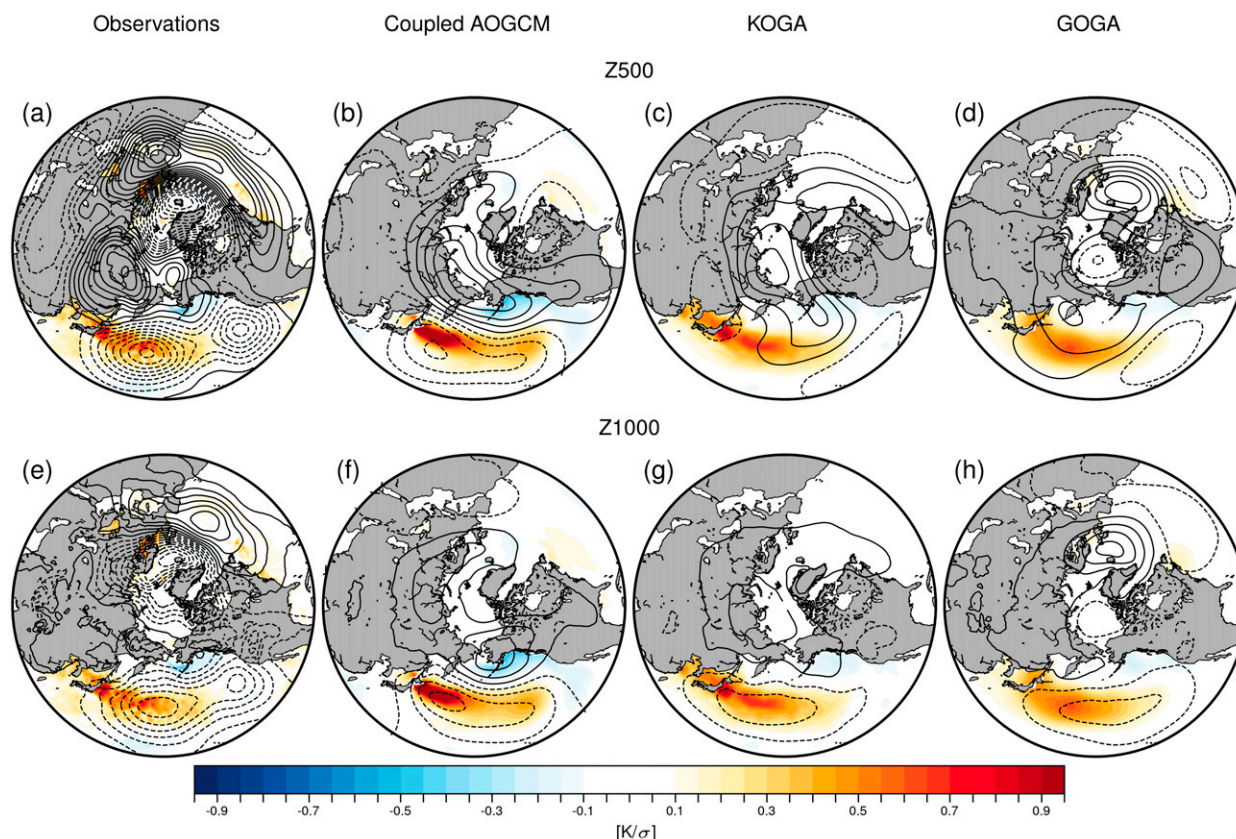 Observations Coupled AOGCM KOGA GOGA
Z500
(a) (b) (c) (d)
Z1000
(e) (f) (g) (h)
-0.9 -0.7 -0.5 -0.3 -0.1 0.1 0.3 0.5 0.7 0.9
[K/σ]